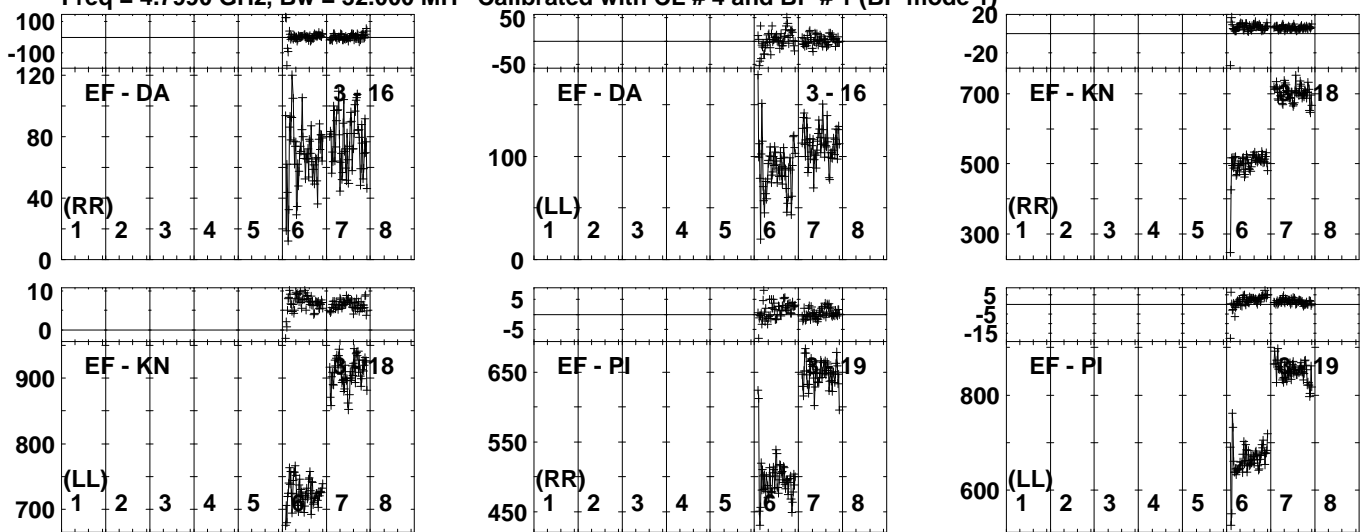 Freq = 4.7990 GHz, Bw = 32.000 MH Calibrated with CL # 4 and BP # 1 (BP mode 1)
100
-100
120
80
40
0
EF - DA 3 - 16
(RR)
1 2 3 4 5 6 7 8
50
-50
100
0
EF - DA 3 - 16
(LL)
1 2 3 4 5 6 7 8
20
-20
700
500
300
EF - KN 18
(RR)
1 2 3 4 5 6 7 8
10
0
900
800
700
EF - KN 3 - 18
(LL)
1 2 3 4 5 6 7 8
5
-5
650
550
450
EF - PI 3 - 19
(RR)
1 2 3 4 5 6 7 8
5
-5
-15
800
600
EF - PI 19
(LL)
1 2 3 4 5 6 7 8